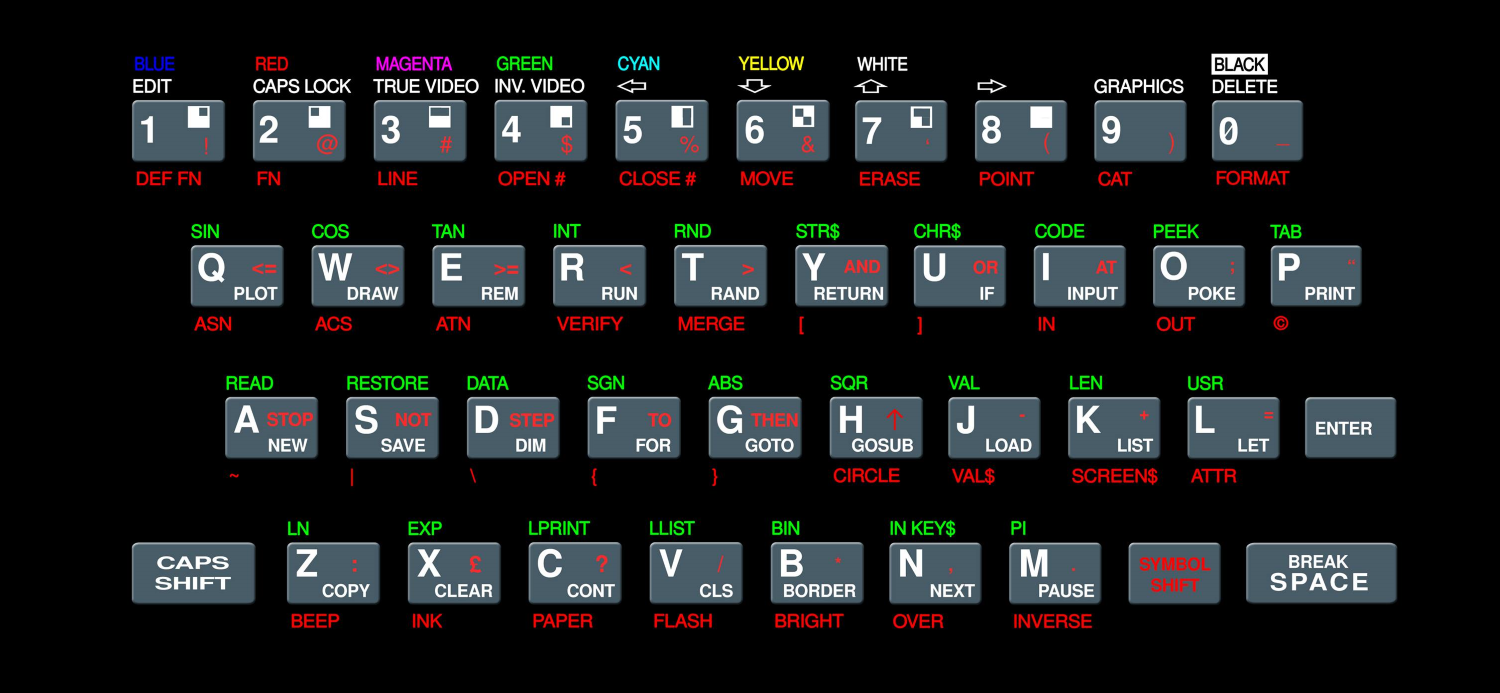 BLUE RED MAGENTA GREEN CYAN YELLOW WHITE BLACK
EDIT CAPS LOCK TRUE VIDEO INV. VIDEO ⇦ ⇩ ⇧ ⇨ GRAPHICS DELETE
1 ! 2 @ 3 # 4 $ 5 % 6 & 7 ' 8 ( 9 ) 0 _
DEF FN FN LINE OPEN # CLOSE # MOVE ERASE POINT CAT FORMAT
SIN COS TAN INT RND STR$ CHR$ CODE PEEK TAB
Q <= W <> E >= R < T > Y AND U OR I AT O ; P "
PLOT DRAW REM RUN RAND RETURN IF INPUT POKE PRINT
ASN ACS ATN VERIFY MERGE [ ] IN OUT ©
READ RESTORE DATA SGN ABS SQR VAL LEN USR
A STOP S NOT D STEP F TO G THEN H ↑ J - K + L =
NEW SAVE DIM FOR GOTO GOSUB LOAD LIST LET ENTER
~ | \ { } CIRCLE VAL$ SCREEN$ ATTR
LN EXP LPRINT LLIST BIN IN KEY$ PI
CAPS Z : X £ C ? V / B * N , M . SYMBOL BREAK
SHIFT COPY CLEAR CONT CLS BORDER NEXT PAUSE SHIFT SPACE
BEEP INK PAPER FLASH BRIGHT OVER INVERSE